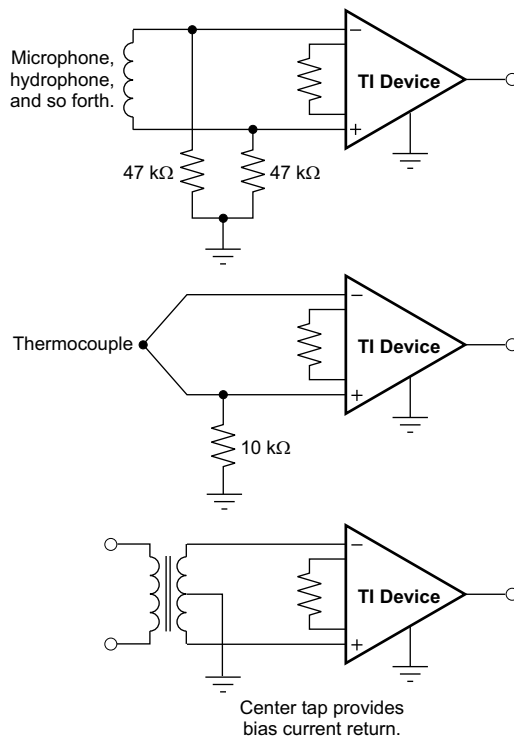 Microphone,
hydrophone,
and so forth.
−
TI Device
+
47 kΩ
47 kΩ
−
Thermocouple
TI Device
+
10 kΩ
−
TI Device
+
Center tap provides
bias current return.